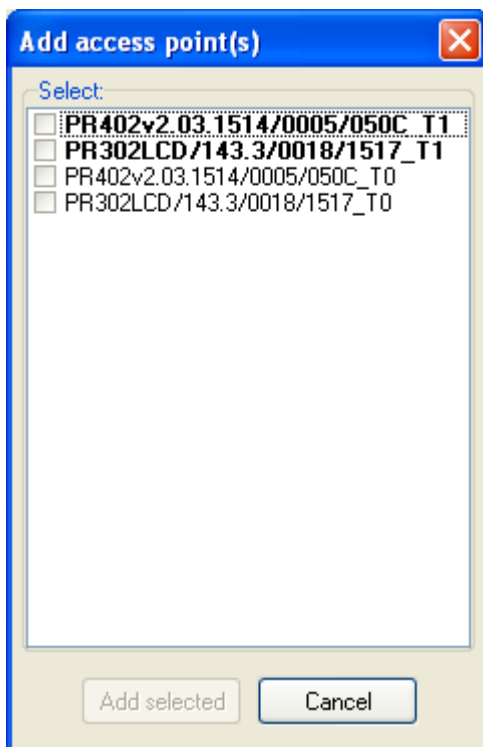 Add access point(s)
Select:
PR402v2.03.1514/0005/050C_T1
PR302LCD/143.3/0018/1517_T1
PR402v2.03.1514/0005/050C_T0
PR302LCD/143.3/0018/1517_T0
Add selected
Cancel